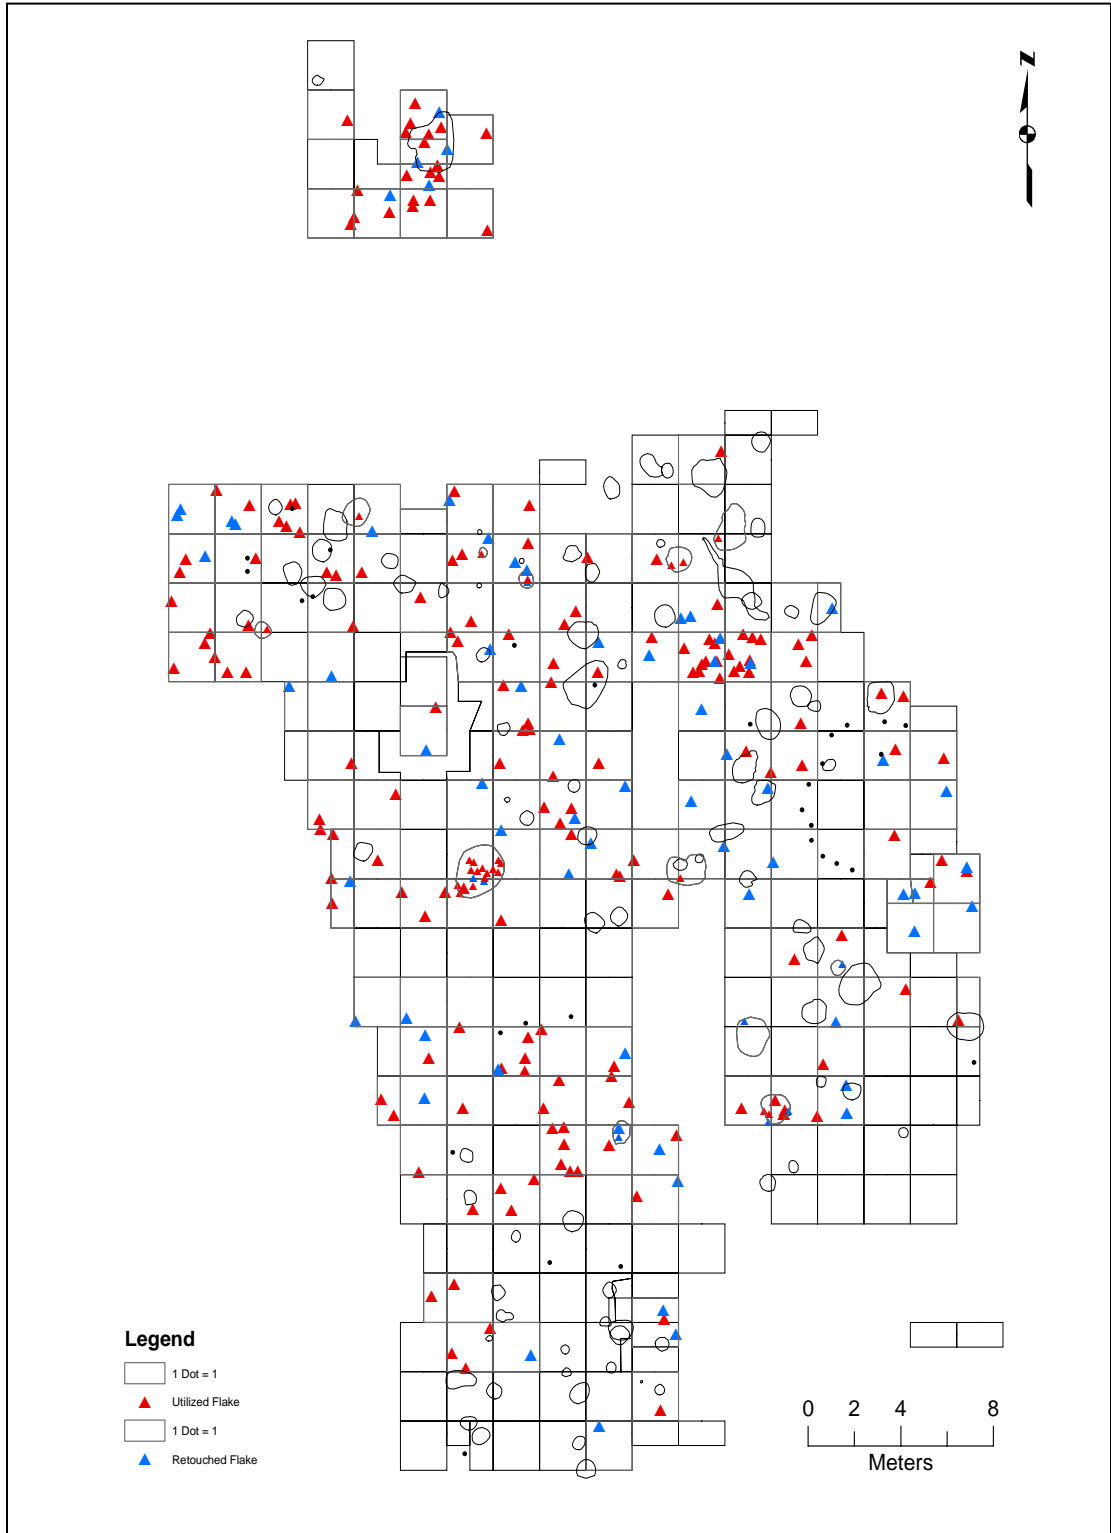 N
Legend
1 Dot = 1
Utilized Flake
1 Dot = 1
Retouched Flake
0 2 4 8
Meters